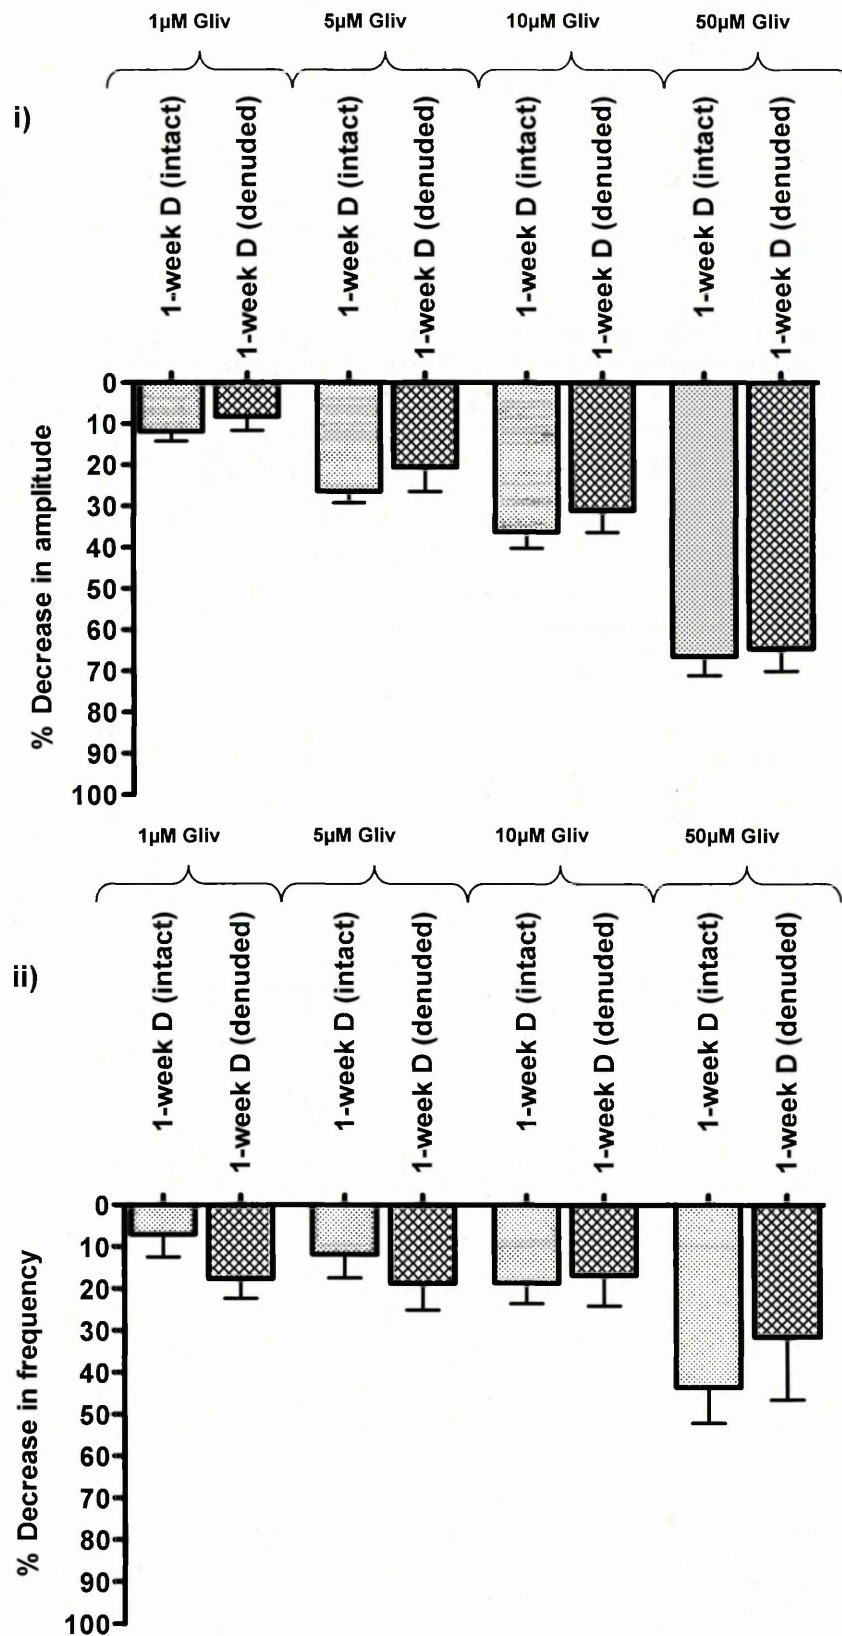 1µM Gliv 5µM Gliv 10µM Gliv 50µM Gliv
i)
1-week D (intact)
1-week D (denuded)
1-week D (intact)
1-week D (denuded)
1-week D (intact)
1-week D (denuded)
1-week D (intact)
1-week D (denuded)
% Decrease in amplitude
0
10
20
30
40
50
60
70
80
90
100
1µM Gliv 5µM Gliv 10µM Gliv 50µM Gliv
ii)
1-week D (intact)
1-week D (denuded)
1-week D (intact)
1-week D (denuded)
1-week D (intact)
1-week D (denuded)
1-week D (intact)
1-week D (denuded)
% Decrease in frequency
0
10
20
30
40
50
60
70
80
90
100